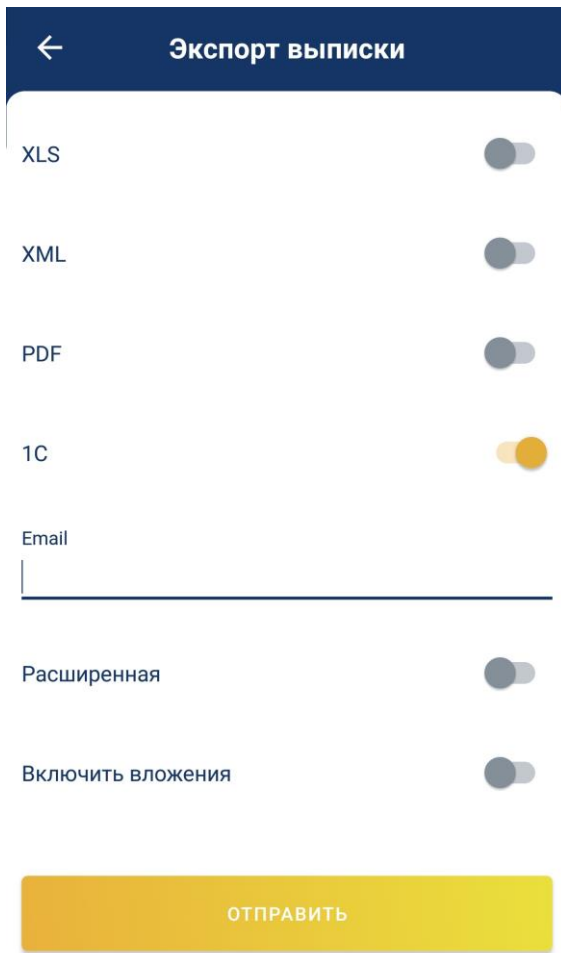 Экспорт выписки
XLS
XML
PDF
1C
Email
Расширенная
Включить вложения
ОТПРАВИТЬ